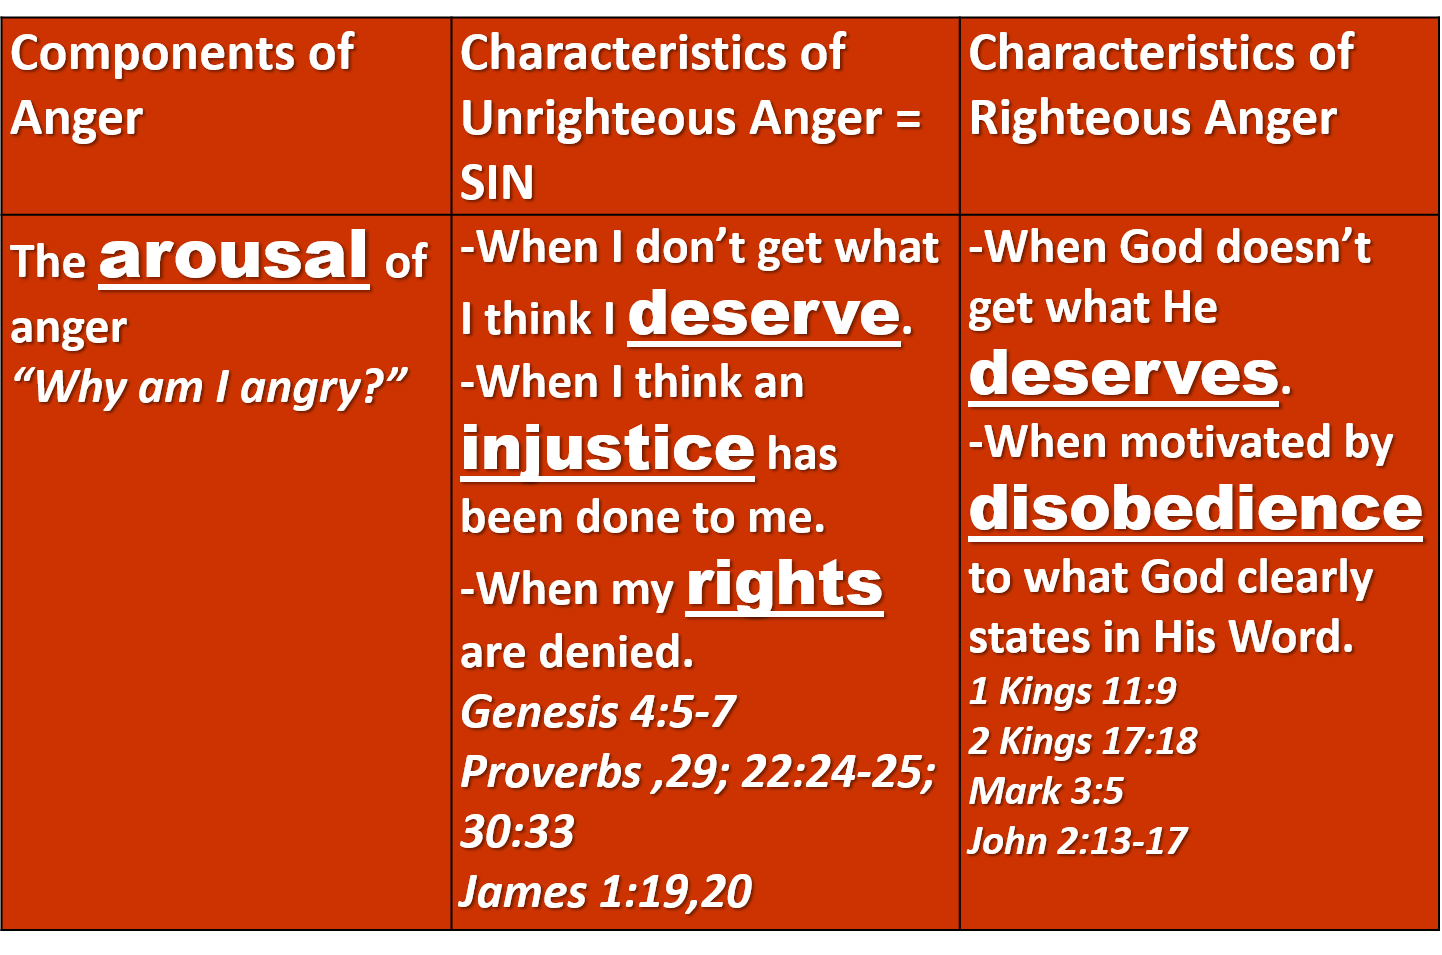 Components of
Anger
Characteristics of
Unrighteous Anger =
SIN
Characteristics of
Righteous Anger
The arousal of
anger
“Why am I angry?”
-When I don’t get what
I think I deserve.
-When I think an
injustice has
been done to me.
-When my rights
are denied.
Genesis 4:5-7
Proverbs ,29; 22:24-25;
30:33
James 1:19,20
-When God doesn’t
get what He
deserves.
-When motivated by
disobedience
to what God clearly
states in His Word.
1 Kings 11:9
2 Kings 17:18
Mark 3:5
John 2:13-17